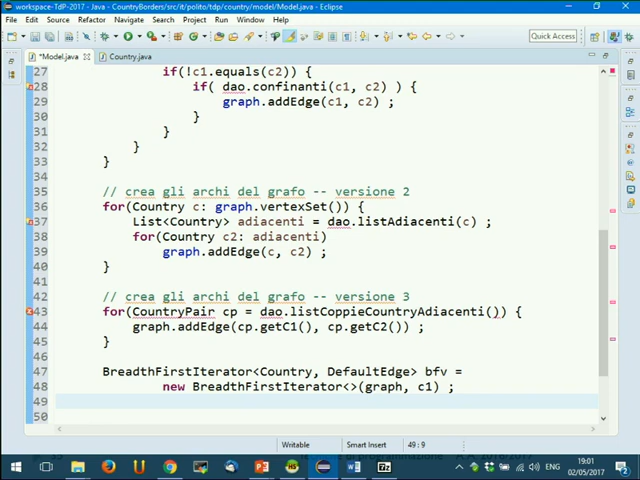 workspace-TdP-2017 - Java - CountryBorders/src/it/polito/tdp/country/model/Model.java - Eclipse
File Edit Source Refactor Navigate Search Project Run Window Help
Quick Access
*Model.java Country.java
27 if(!c1.equals(c2)) {
28 if( dao.confinanti(c1, c2) ) {
29 graph.addEdge(c1, c2) ;
30 }
31 }
32 }
33 }
34
35 // crea gli archi del grafo -- versione 2
36 for(Country c: graph.vertexSet()) {
37 List<Country> adiacenti = dao.listAdiacenti(c) ;
38 for(Country c2: adiacenti)
39 graph.addEdge(c, c2) ;
40 }
41
42 // crea gli archi del grafo -- versione 3
43 for(CountryPair cp = dao.listCoppieCountryAdiacenti()) {
44 graph.addEdge(cp.getC1(), cp.getC2()) ;
45 }
46
47 BreadthFirstIterator<Country, DefaultEdge> bfv =
48 new BreadthFirstIterator<>(graph, c1) ;
49
50
Writable Smart Insert 49 : 9
ENG 19:01
02/05/2017